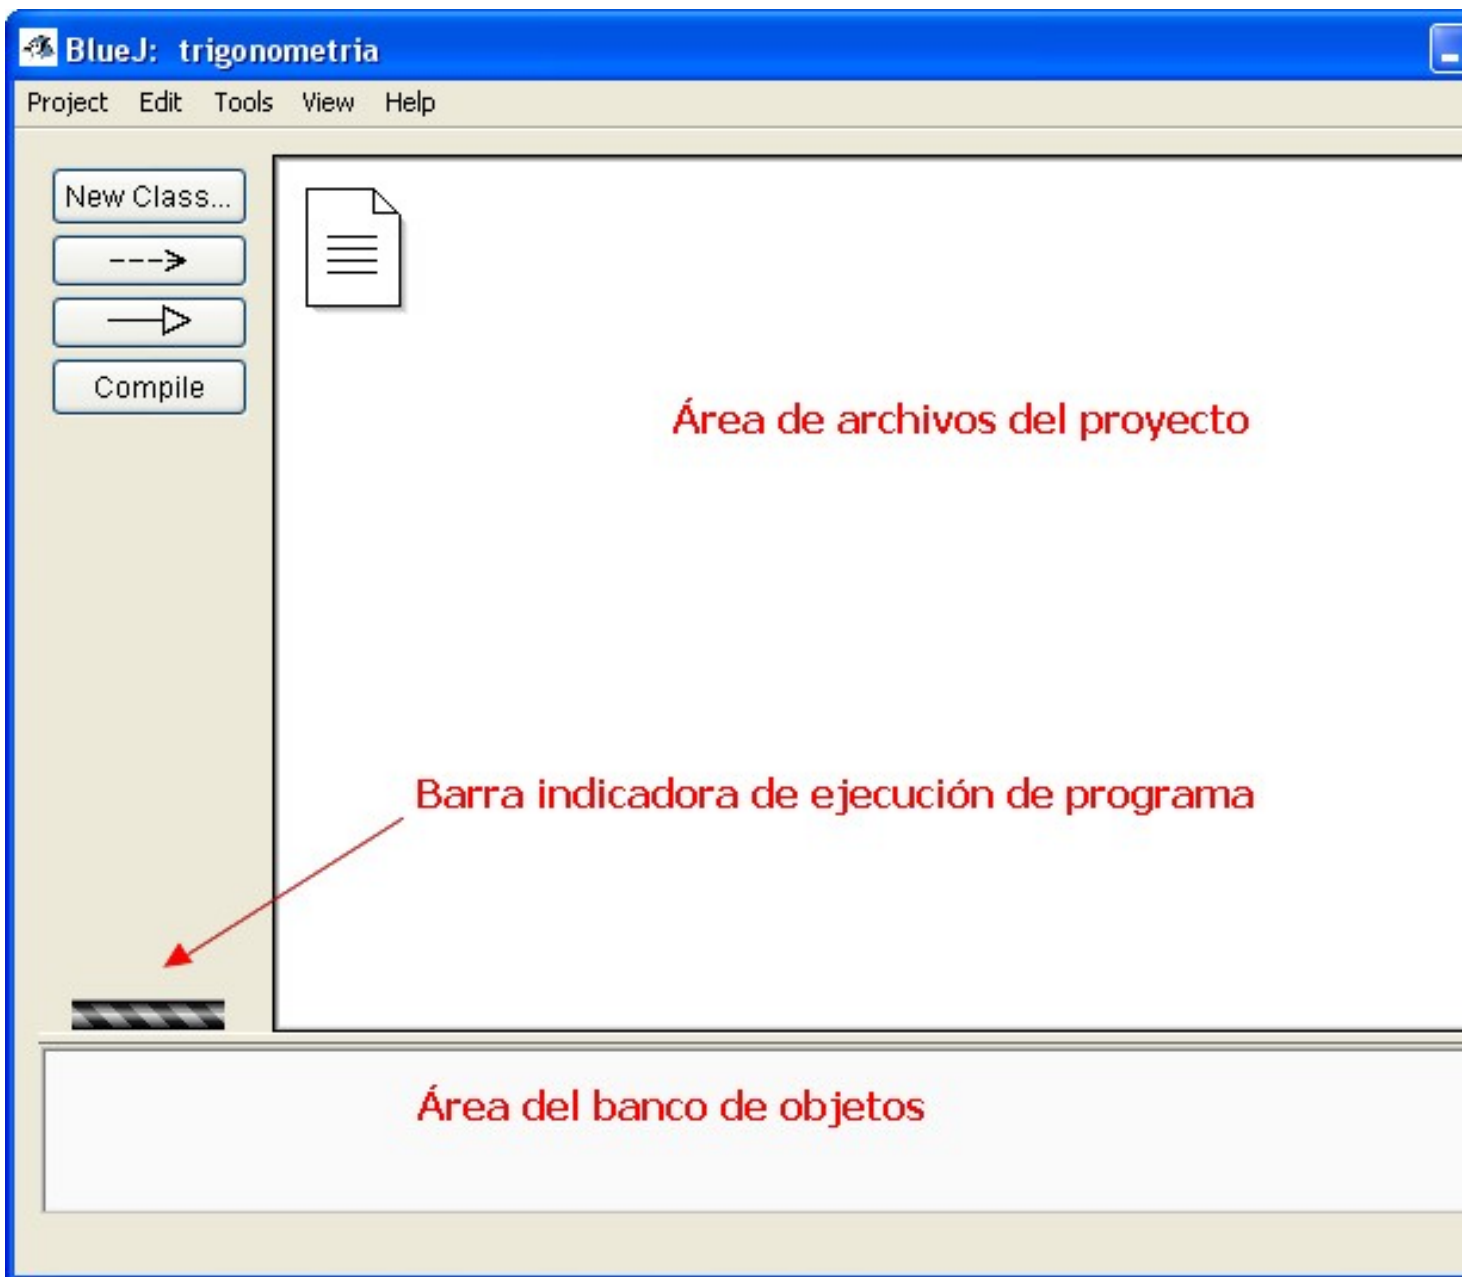 BlueJ: trigonometria
Project Edit Tools View Help
New Class...
Compile
Área de archivos del proyecto
Barra indicadora de ejecución de programa
Área del banco de objetos